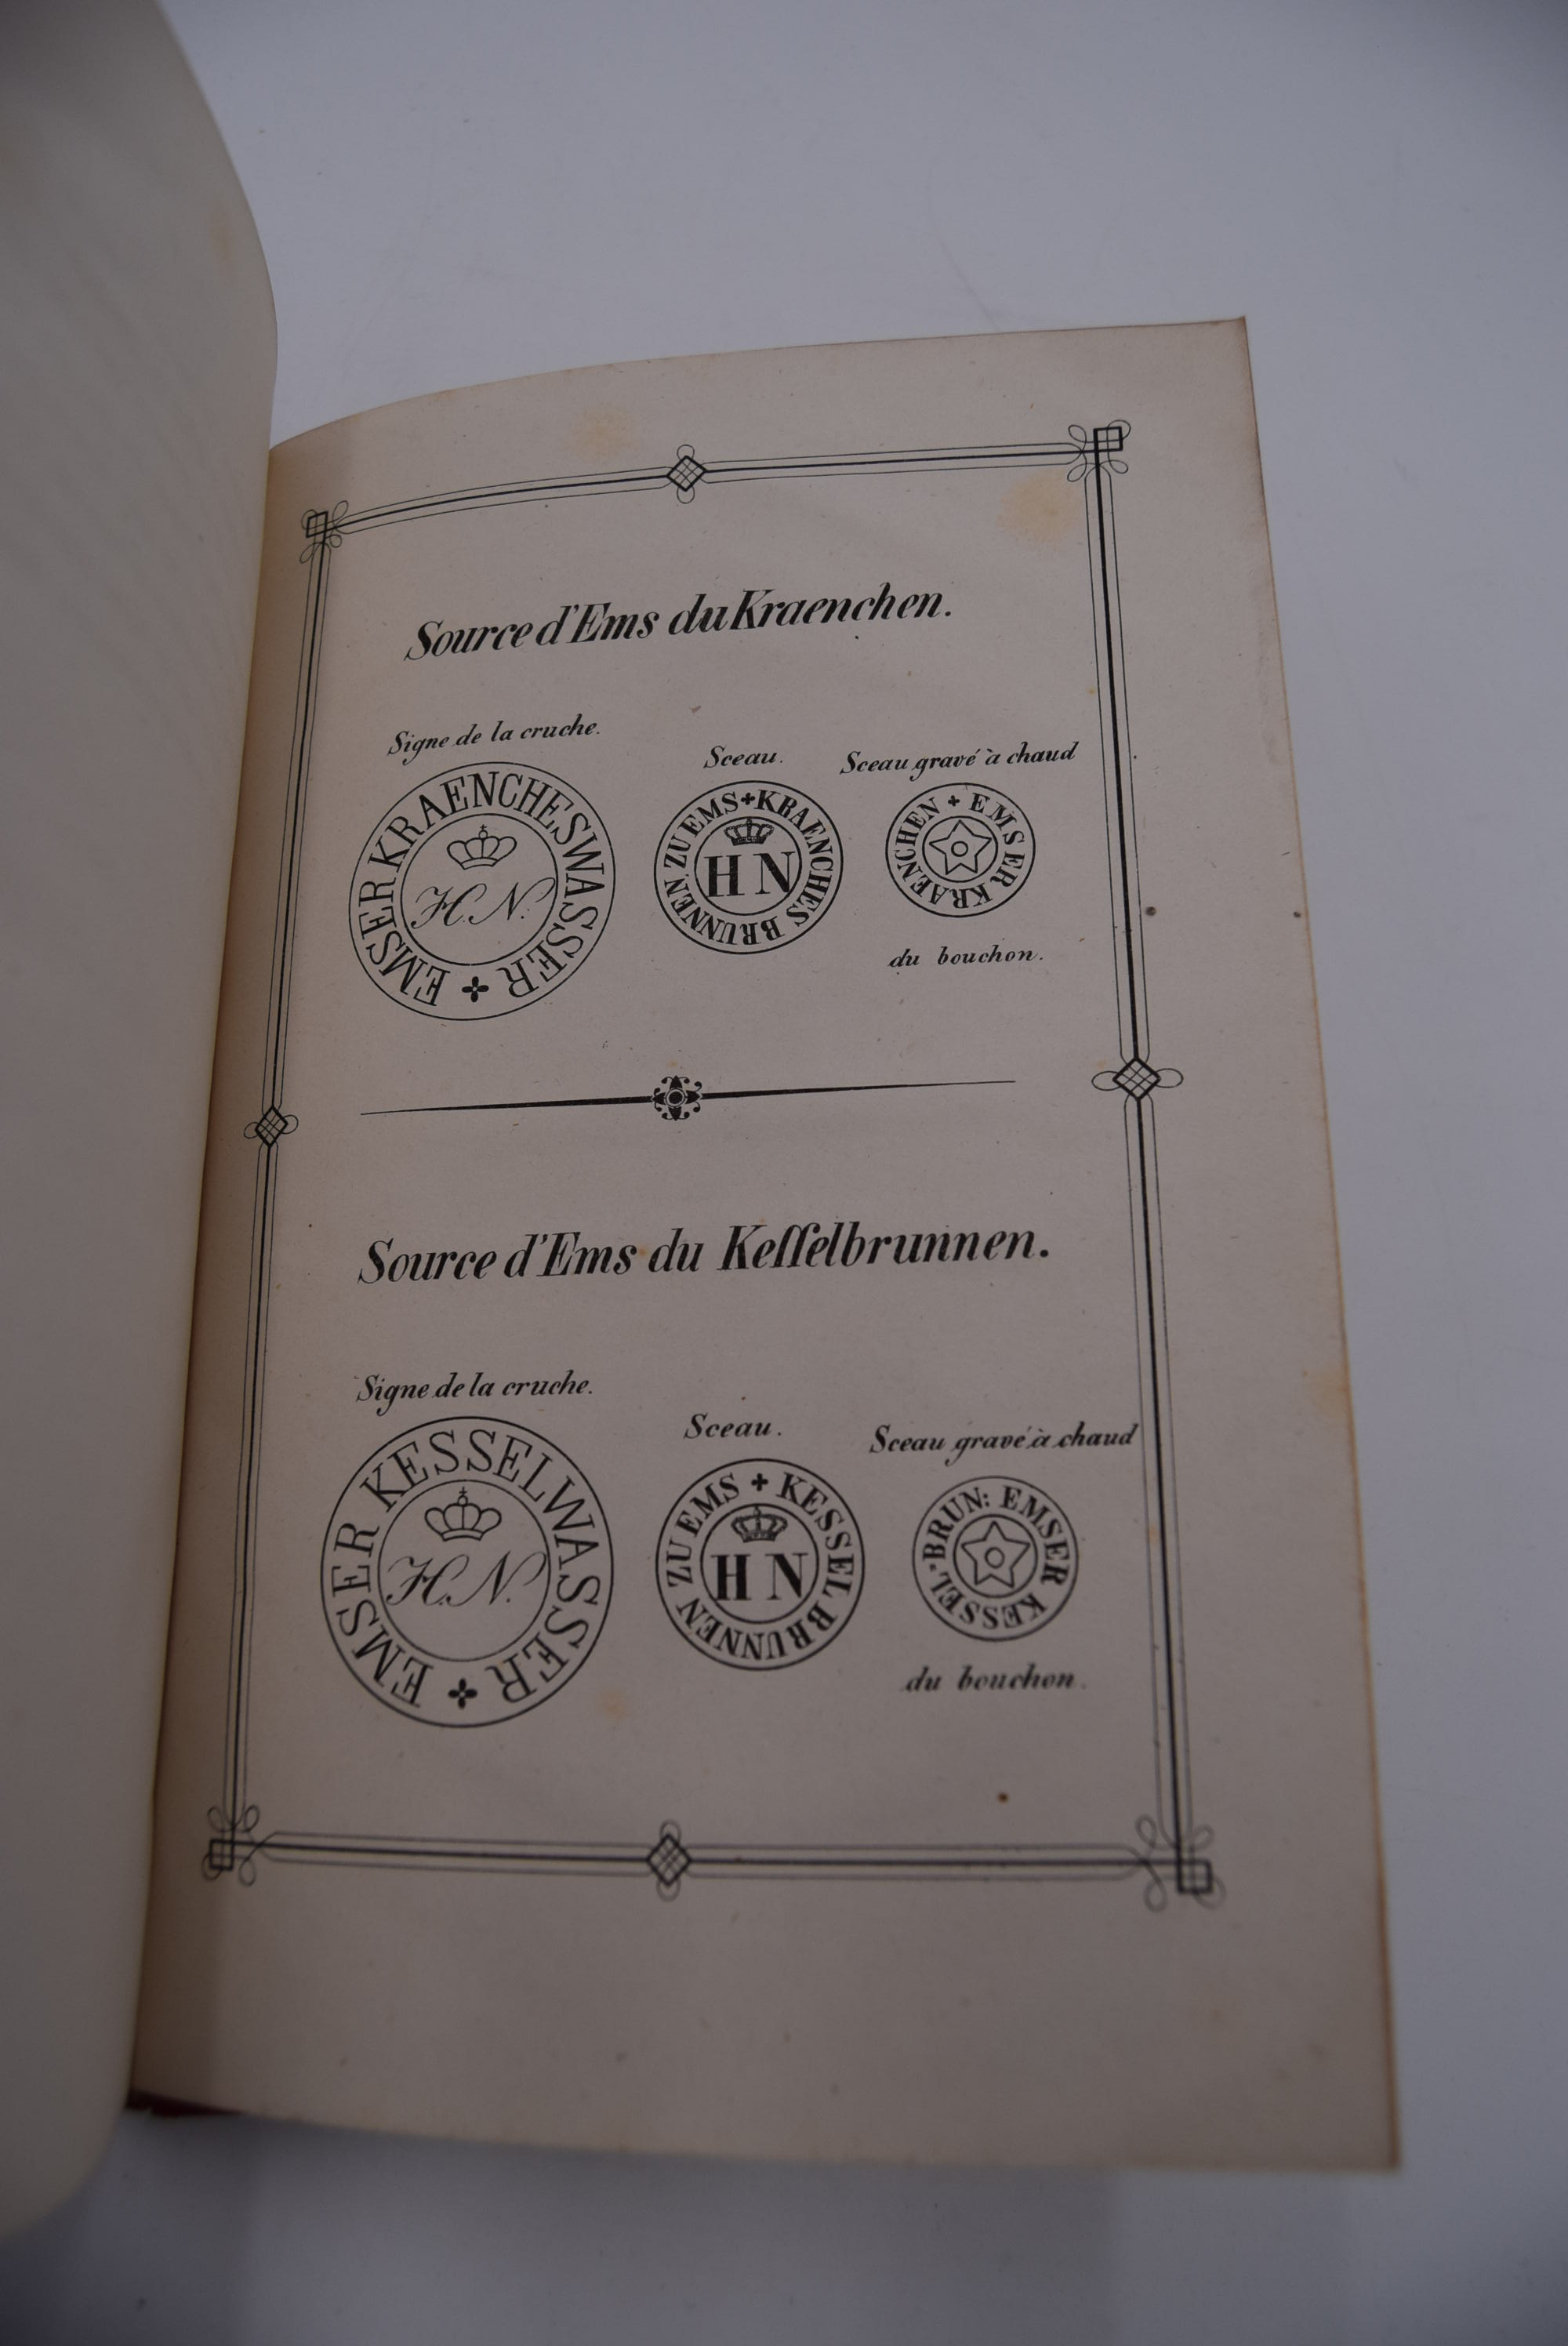 Source d'Ems du Kraenchen.
Signe de la cruche.
EMSER KRAENCHESWASSER
H. N.
Sceau.
KRAENCHES BRUNNEN ZU EMS
H N
Sceau gravé à chaud
EMSER KRAENCHEN
du bouchon.
Source d'Ems du Keſſelbrunnen.
Signe de la cruche.
EMSER KESSELWASSER
H. N.
Sceau.
KESSEL BRUNNEN ZU EMS
H N
Sceau gravé à chaud
EMSER KESSEL-BRUN:
du bouchon.